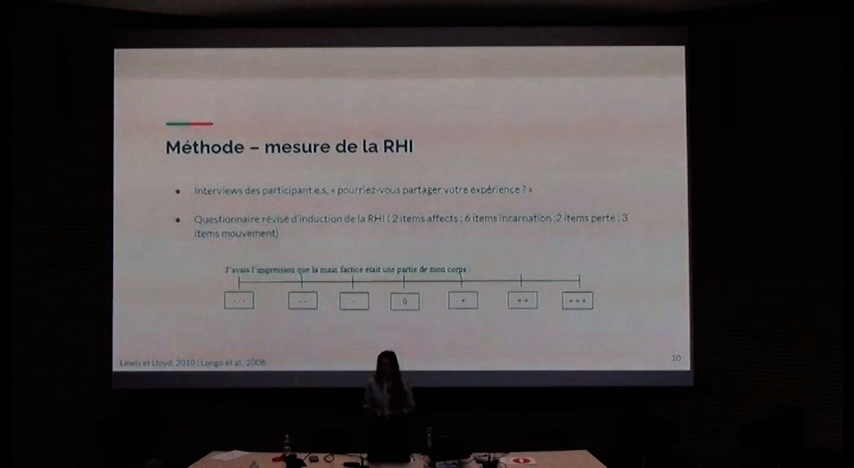 Méthode – mesure de la RHI
• Interviews des participant.e.s, « pourriez-vous partager votre expérience ? »
• Questionnaire révisé d'induction de la RHI ( 2 items affects ; 6 items incarnation ;2 items perte ; 3
items mouvement)
J'avais l'impression que la main factice était une partie de mon corps
- - - - - - 0 + + + + + +
Lewis et Lloyd, 2010 ; Longo et al., 2008
10